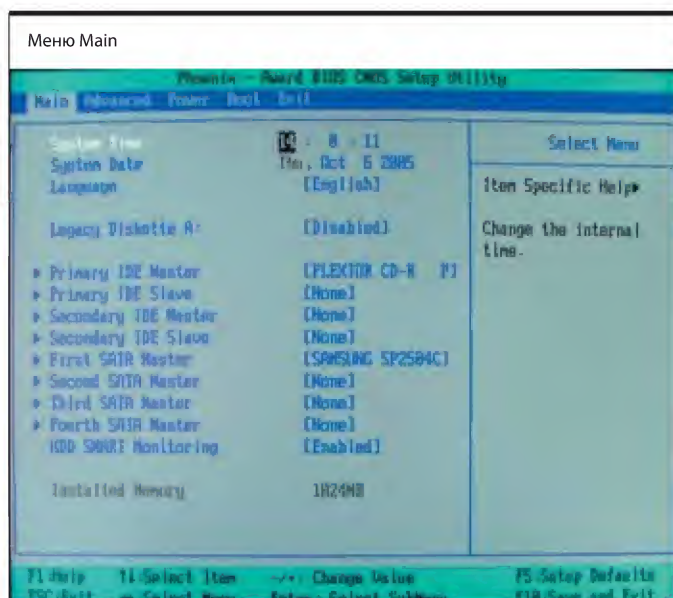 Меню Main
Phoenix - Award BIOS CMOS Setup Utility
Main Advanced Power Boot Exit
System Time 14 : 8 : 11
System Date Thu, Oct 6 2005
Language [English]
Legacy Diskette A: [Disabled]
Primary IDE Master [PLEXTOR CD-R P]
Primary IDE Slave [None]
Secondary IDE Master [None]
Secondary IDE Slave [None]
First SATA Master [SAMSUNG SP2504C]
Second SATA Master [None]
Third SATA Master [None]
Fourth SATA Master [None]
HDD SMART Monitoring [Enabled]
Installed Memory 1024MB
Select Menu
Item Specific Help
Change the internal
time.
F1:Help ↑↓:Select Item -/+: Change Value F5:Setup Defaults
ESC:Exit Select Menu Enter: Select SubMenu F10:Save and Exit